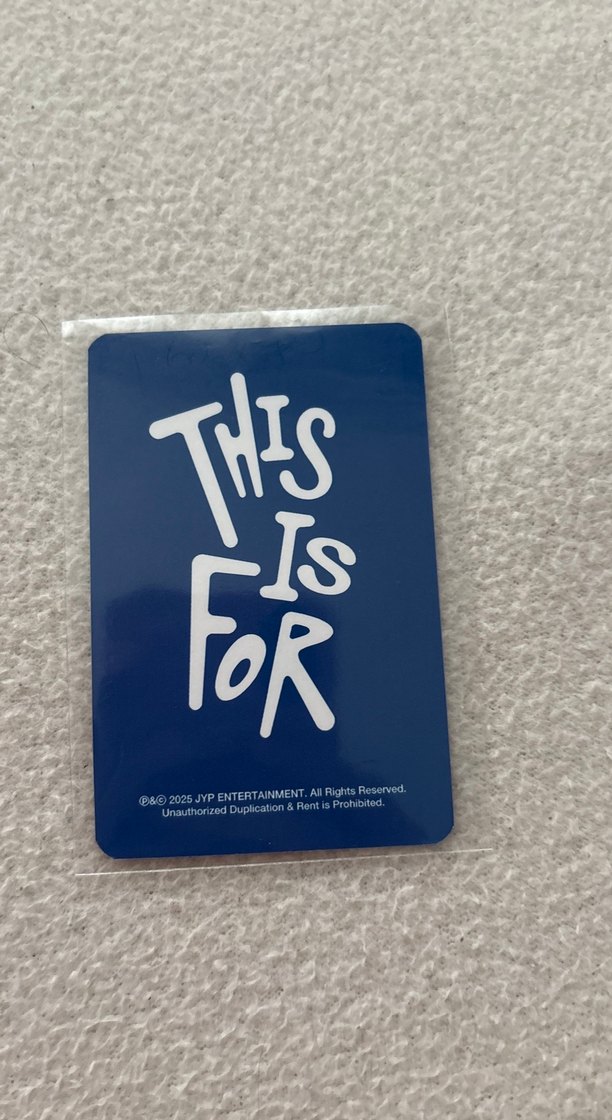 THIS
IS
FOR
℗&© 2025 JYP ENTERTAINMENT. All Rights Reserved.
Unauthorized Duplication & Rent is Prohibited.